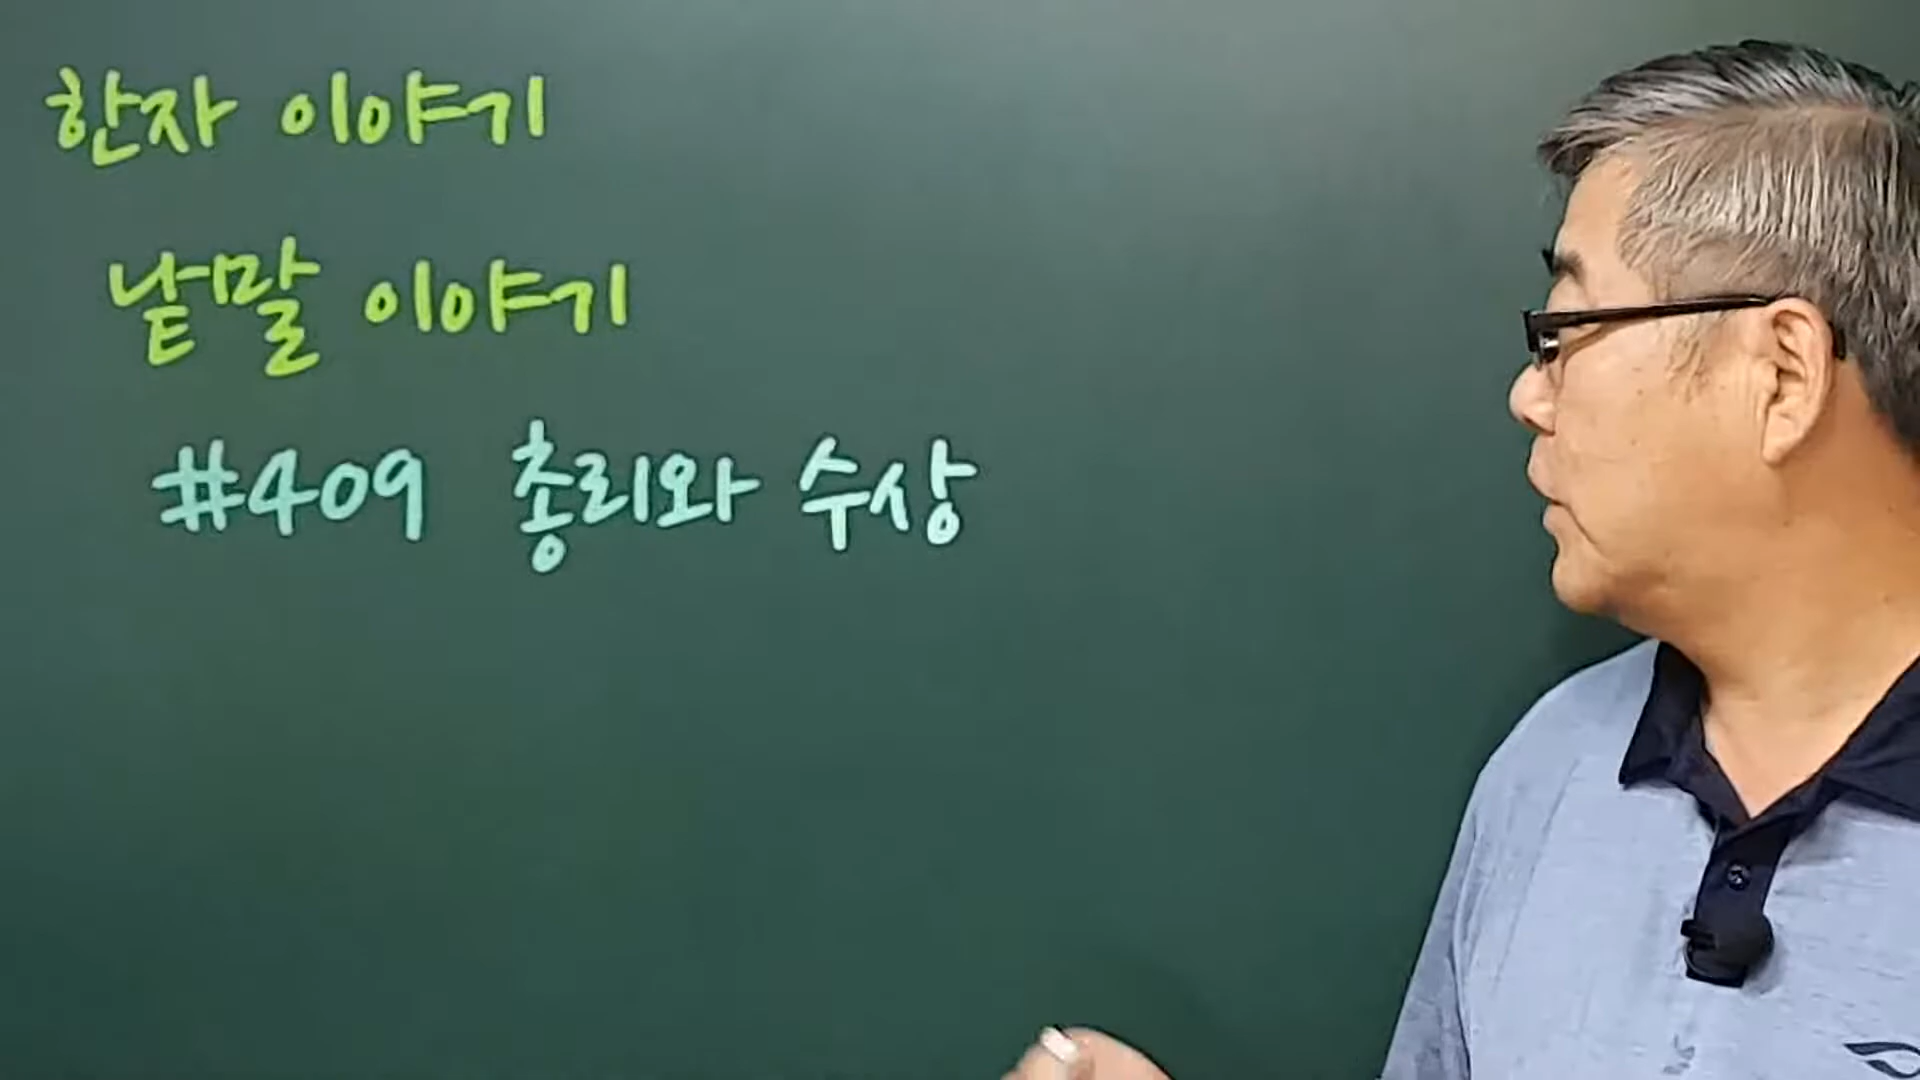 한자 이야기
낱말 이야기
#409 총리와 수상